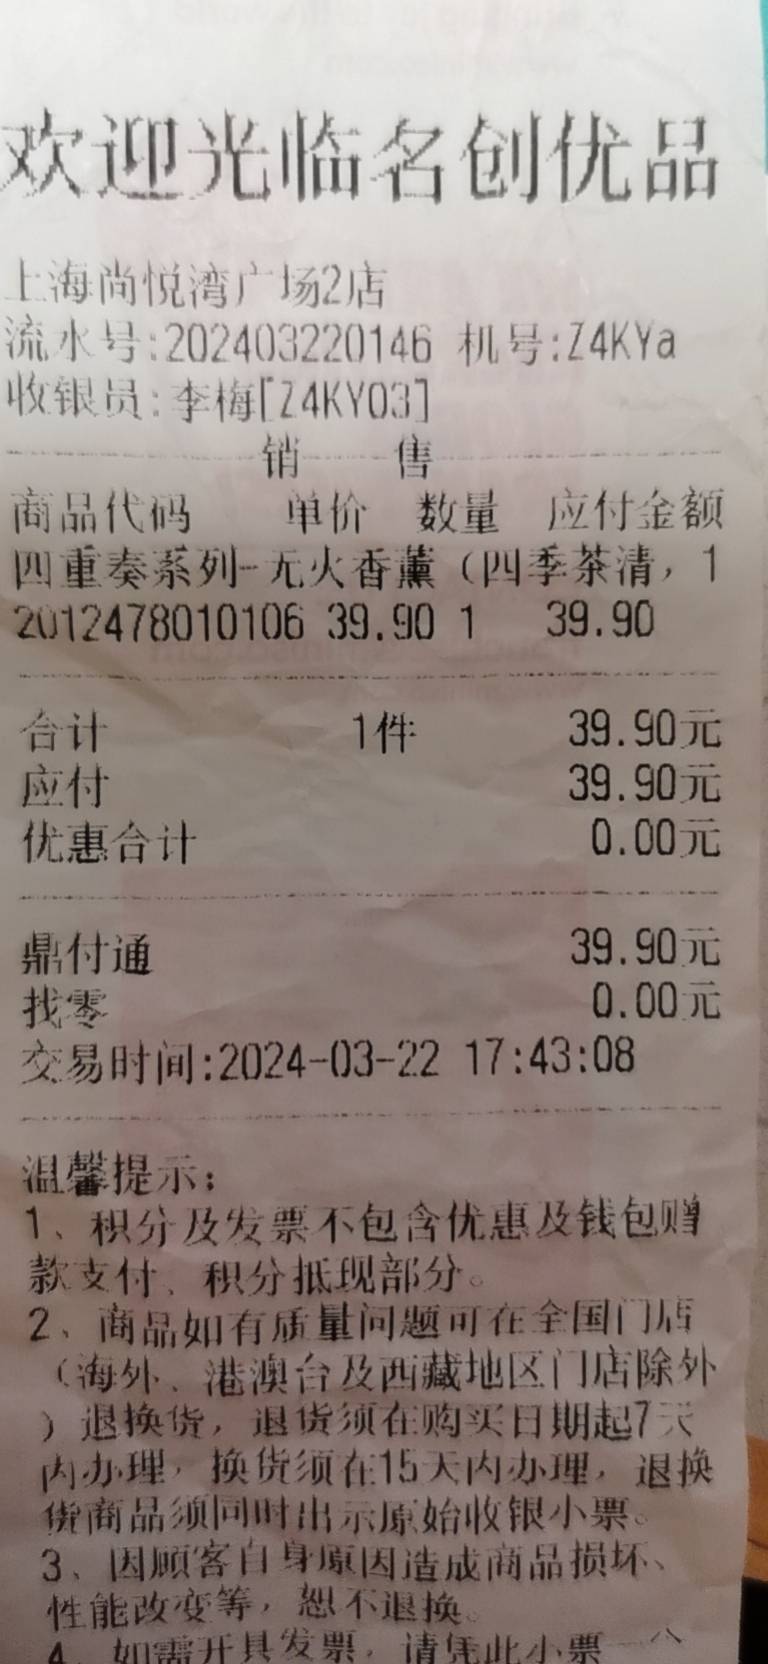 欢迎光临名创优品
上海尚悦湾广场2店
流水号:202403220146 机号:Z4KYa
收银员:李梅[Z4KY03]
销 售
商品代码 单价 数量 应付金额
四重奏系列-无火香薰（四季茶清，1
2012478010106 39.90 1 39.90
合计 1件 39.90元
应付 39.90元
优惠合计 0.00元
鼎付通 39.90元
找零 0.00元
交易时间:2024-03-22 17:43:08
温馨提示：
1、积分及发票不包含优惠及钱包赠
款支付、积分抵现部分。
2、商品如有质量问题可在全国门店
（海外、港澳台及西藏地区门店除外
）退换货，退货须在购买日期起7天
内办理，换货须在15天内办理，退换
货商品须同时出示原始收银小票。
3、因顾客自身原因造成商品损坏、
性能改变等，恕不退换。
4、如需开具发票，请凭此小票